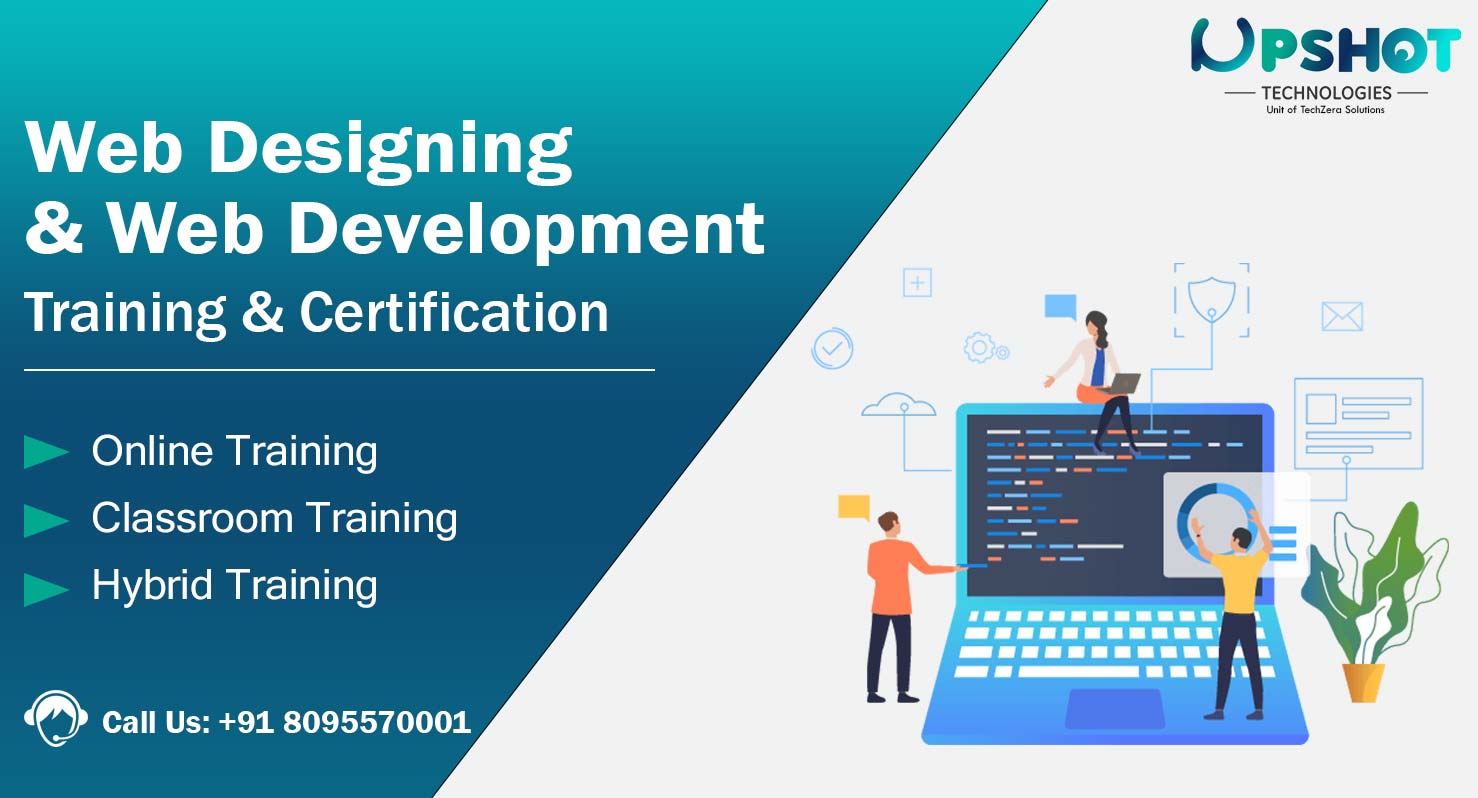 UPSHOT
TECHNOLOGIES
Unit of TechZera Solutions
Web Designing
& Web Development
Training & Certification
Online Training
Classroom Training
Hybrid Training
Call Us: +91 8095570001